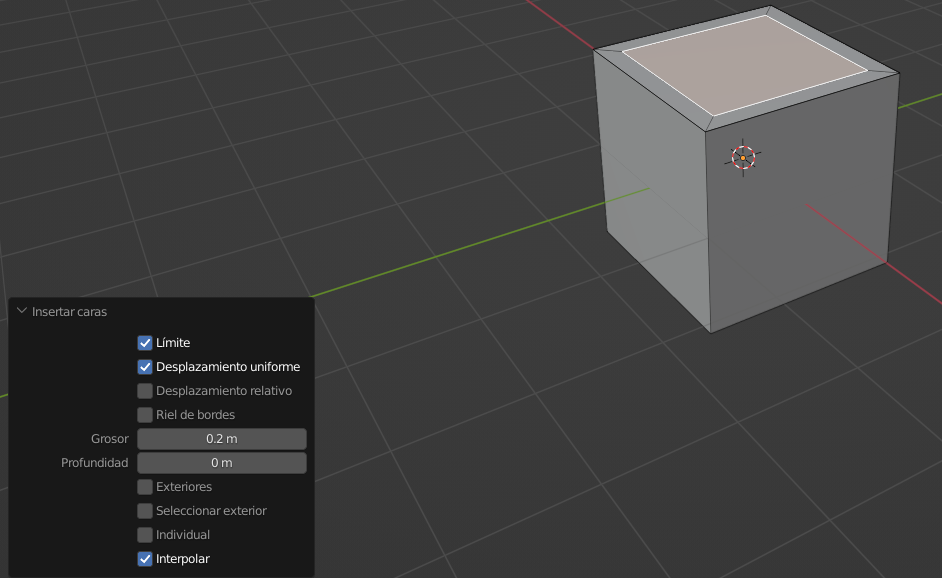 Insertar caras
Límite
Desplazamiento uniforme
Desplazamiento relativo
Riel de bordes
Grosor 0.2 m
Profundidad 0 m
Exteriores
Seleccionar exterior
Individual
Interpolar